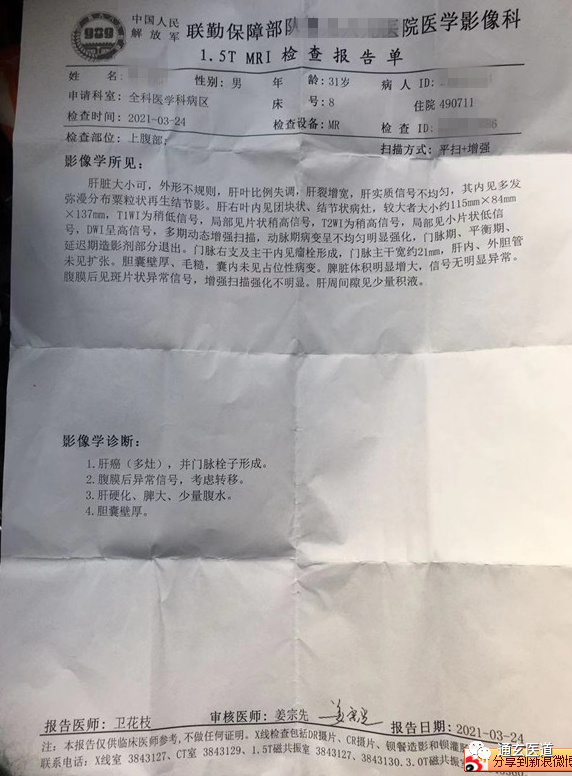 989
中国人民
解放军
联勤保障部队
医院医学影像科
1.5T MRI 检查报告单
姓 名:
性别: 男 年 龄: 31岁 病 人 ID:
申请科室: 全科医学科病区 床 号: 8 住院 490711
检查时间: 2021-03-24 检查设备: MR 检 查 ID: 6
检查部位: 上腹部; 扫描方式: 平扫+增强
影像学所见:
肝脏大小可, 外形不规则, 肝叶比例失调, 肝裂增宽, 肝实质信号不均匀, 其内见多发
弥漫分布粟粒状再生结节影。肝右叶内见团块状、结节状病灶, 较大者大小约115mm×84mm
×137mm, T1WI为稍低信号, 局部见片状稍高信号, T2WI为稍高信号, 局部见小片状低信
号, DWI呈高信号, 多期动态增强扫描, 动脉期病变呈不均匀明显强化, 门脉期、平衡期、
延迟期造影剂部分退出。门脉右支及主干内见瘤栓形成, 门脉主干宽约21mm, 肝内、外胆管
未见扩张。胆囊壁厚、毛糙, 囊内未见占位性病变。脾脏体积明显增大, 信号无明显异常。
腹膜后见斑片状异常信号, 增强扫描强化不明显。肝周间隙见少量积液。
影像学诊断:
1.肝癌(多灶), 并门脉栓子形成。
2.腹膜后异常信号, 考虑转移。
3.肝硬化、脾大、少量腹水。
4.胆囊壁厚。
报告医师: 卫花枝 审核医师: 姜宗先 报告日期: 2021-03-24
注: 本报告仅供临床医师参考, 不做任何证明。X线检查包括DR摄片、CR摄片、钡餐造影和钡灌
联系电话: X线室 3843127、CT室 3843129、1.5T磁共振室 3843127、3843130.3.0T磁共振
通玄医道
分享到新浪微博